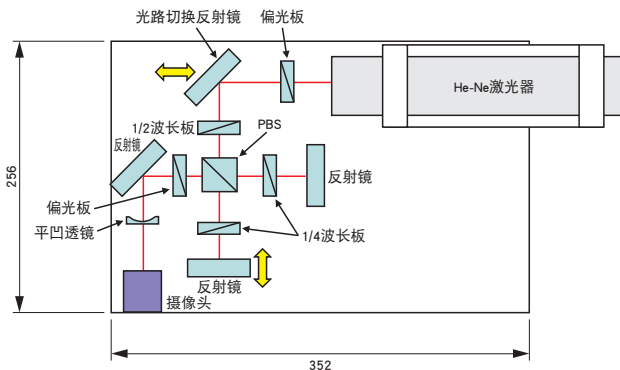 光路切换反射镜
偏光板
He-Ne激光器
1/2波长板
PBS
反射镜
反射镜
偏光板
平凹透镜
1/4波长板
反射镜
摄像头
256
352